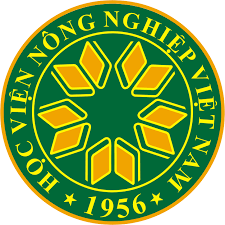 HỌC VIỆN NÔNG NGHIỆP VIỆT NAM
★ 1956 ★